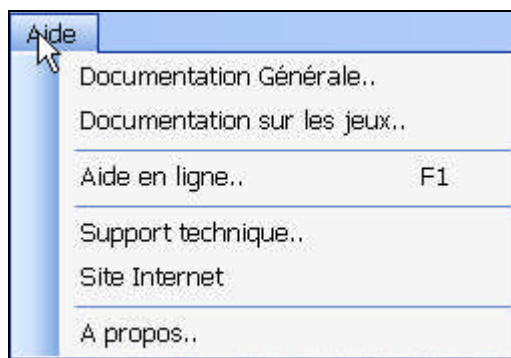 Aide
Documentation Générale..
Documentation sur les jeux..
Aide en ligne.. F1
Support technique..
Site Internet
A propos..